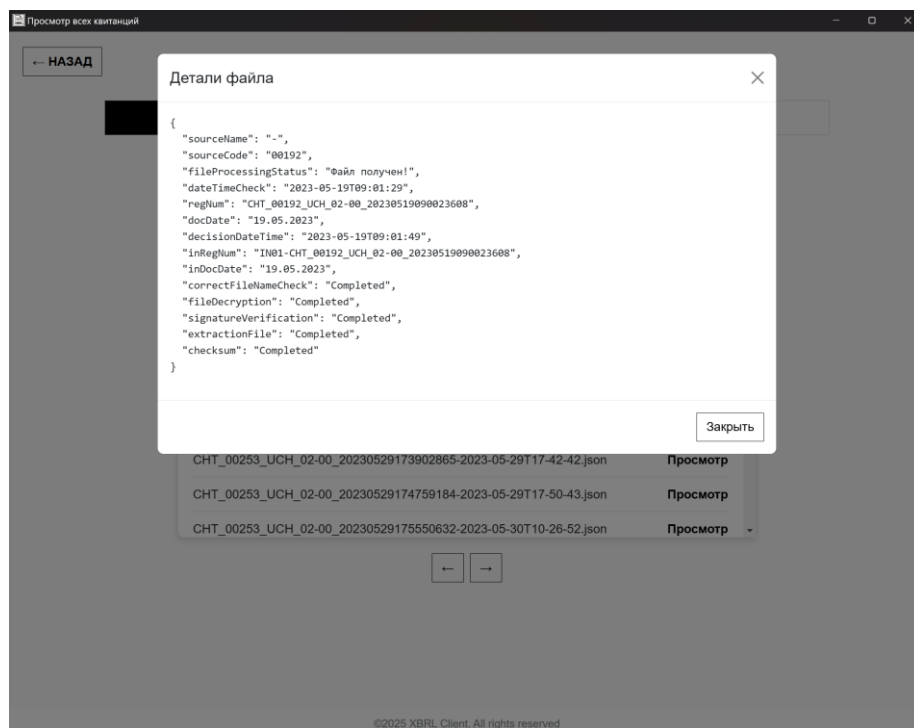 Просмотр всех квитанций
← НАЗАД
Детали файла
{
"sourceName": "-",
"sourceCode": "00192",
"fileProcessingStatus": "Файл получен!",
"dateTimeCheck": "2023-05-19T09:01:29",
"regNum": "CHT_00192_UCH_02-00_20230519090023608",
"docDate": "19.05.2023",
"decisionDateTime": "2023-05-19T09:01:49",
"inRegNum": "IN01-CHT_00192_UCH_02-00_20230519090023608",
"inDocDate": "19.05.2023",
"correctFileNameCheck": "Completed",
"fileDecryption": "Completed",
"signatureVerification": "Completed",
"extractionFile": "Completed",
"checksum": "Completed"
}
Закрыть
CHT_00253_UCH_02-00_20230529173902865-2023-05-29T17-42-42.json Просмотр
CHT_00253_UCH_02-00_20230529174759184-2023-05-29T17-50-43.json Просмотр
CHT_00253_UCH_02-00_20230529175550632-2023-05-30T10-26-52.json Просмотр
← →
©2025 XBRL Client. All rights reserved